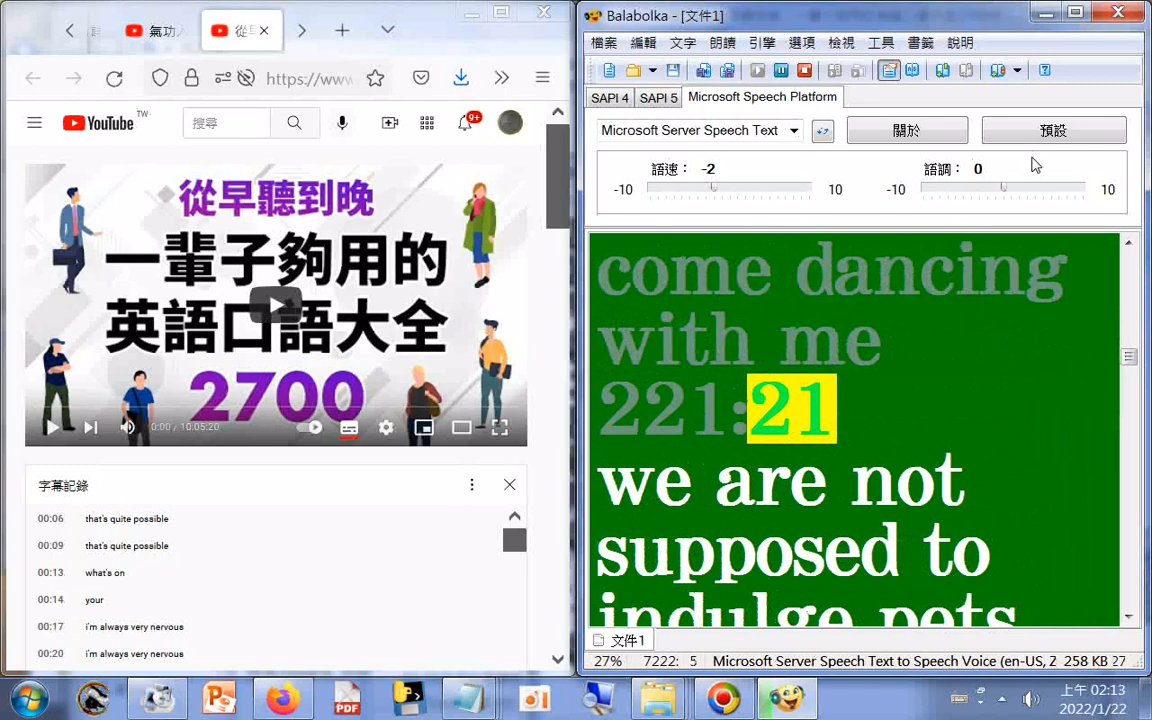 氣功
從
https://www
YouTube TW
搜尋
9+
從早聽到晚
一輩子夠用的
英語口語大全
2700
0:00 / 10:05:20
字幕記錄
00:06 that's quite possible
00:09 that's quite possible
00:13 what's on
00:14 your
00:17 i'm always very nervous
00:20 i'm always very nervous
Balabolka - [文件1]
檔案 編輯 文字 朗讀 引擎 選項 檢視 工具 書籤 說明
SAPI 4 SAPI 5 Microsoft Speech Platform
Microsoft Server Speech Text 關於 預設
語速： -2 語調： 0
-10 10 -10 10
come dancing
with me
221:21
we are not
supposed to
indulge pets
文件1
27% 7222: 5 Microsoft Server Speech Text to Speech Voice (en-US, Z 258 KB 27
PDF
上午 02:13
2022/1/22